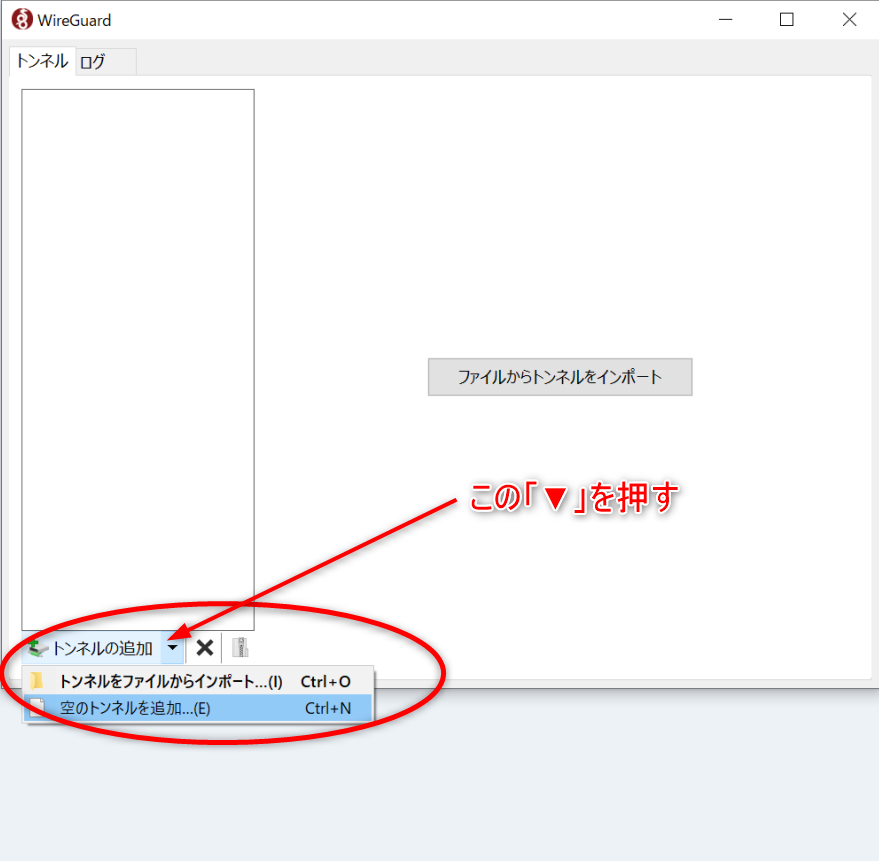 WireGuard
トンネル ログ
ファイルからトンネルをインポート
この「▼」を押す
トンネルの追加
トンネルをファイルからインポート...(I) Ctrl+O
空のトンネルを追加...(E) Ctrl+N